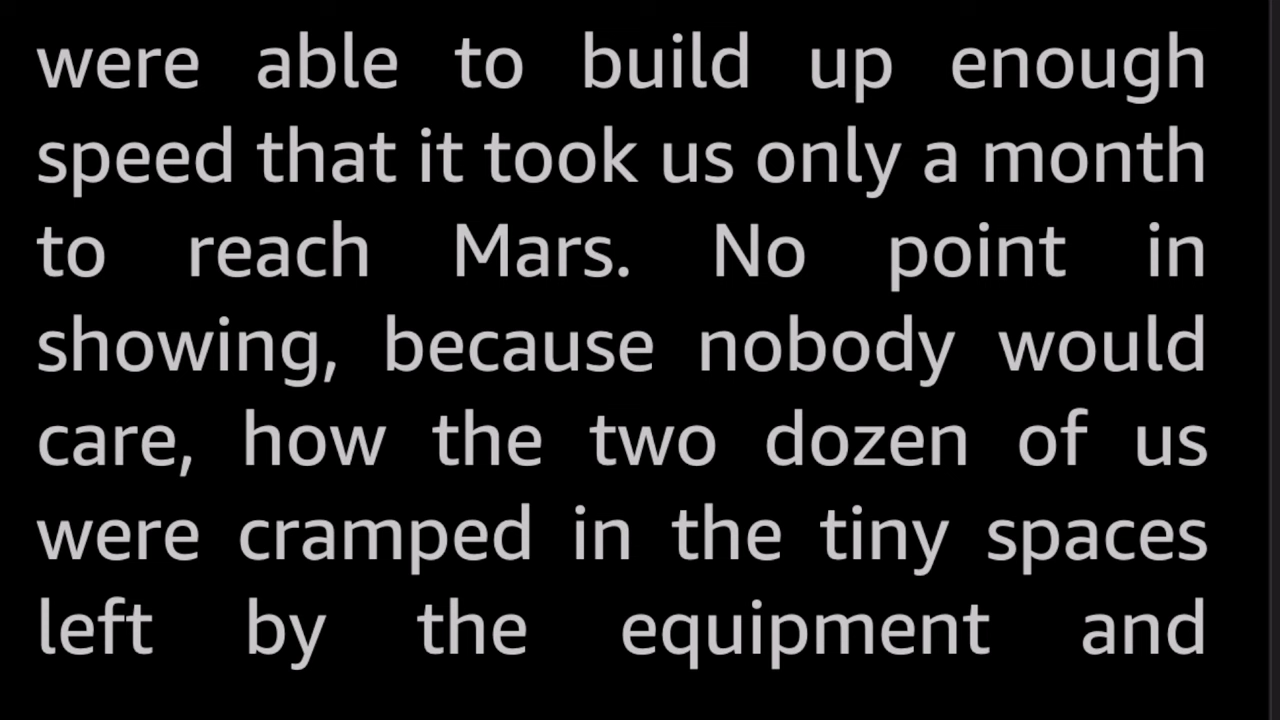 were able to build up enough
speed that it took us only a month
to reach Mars. No point in
showing, because nobody would
care, how the two dozen of us
were cramped in the tiny spaces
left by the equipment and